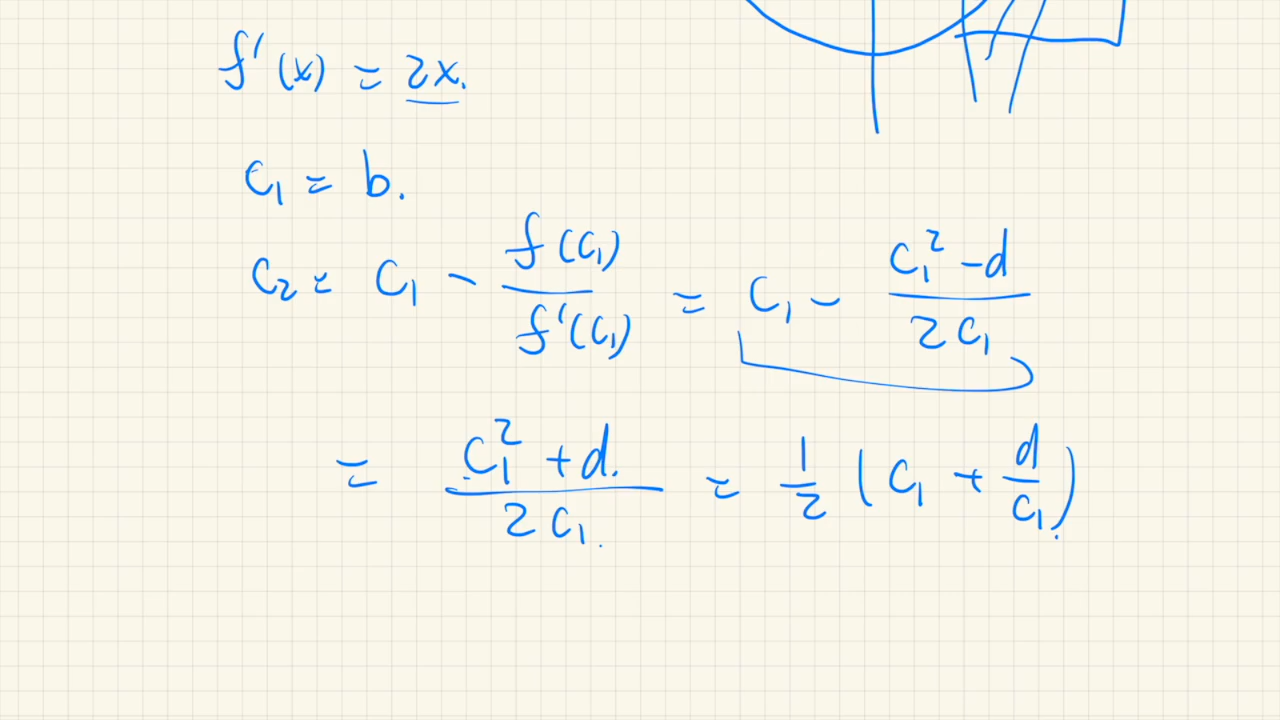 f'(x) = 2x.
c₁ = b.
c₂ = c₁ - f(c₁)/f'(c₁) = c₁ - (c₁² - d)/(2c₁)
= (c₁² + d.)/(2c₁.) = 1/2 (c₁ + d/c₁)